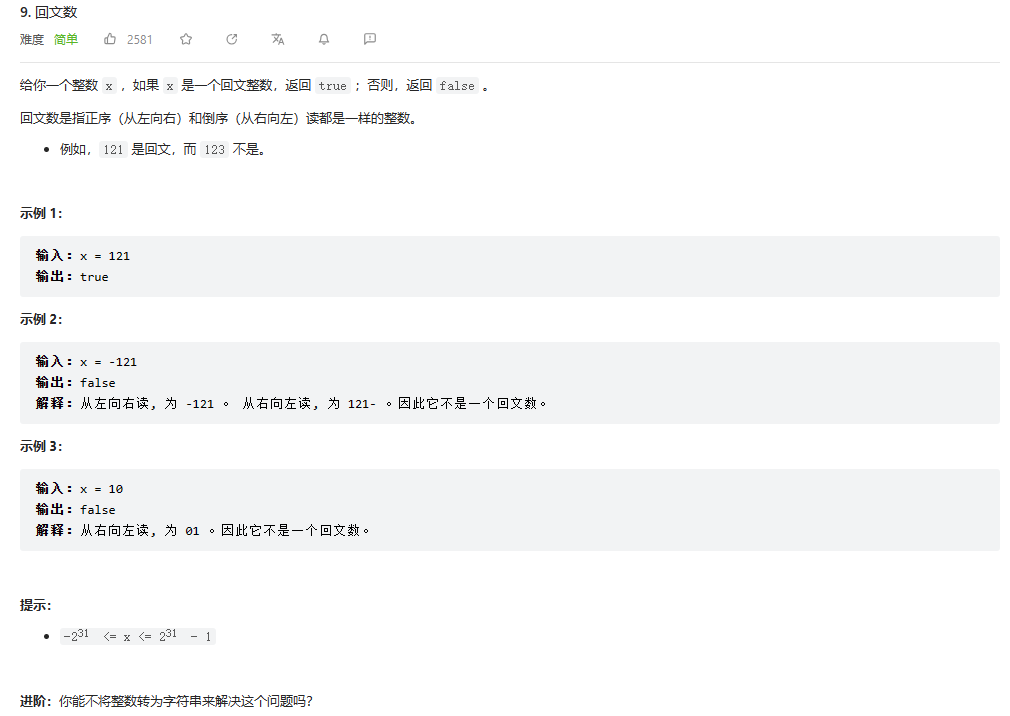 9. 回文数
难度 简单 2581
给你一个整数 x ，如果 x 是一个回文整数，返回 true ；否则，返回 false 。
回文数是指正序（从左向右）和倒序（从右向左）读都是一样的整数。
例如，121 是回文，而 123 不是。
示例 1：
输入：x = 121
输出：true
示例 2：
输入：x = -121
输出：false
解释：从左向右读, 为 -121 。 从右向左读, 为 121- 。因此它不是一个回文数。
示例 3：
输入：x = 10
输出：false
解释：从右向左读, 为 01 。因此它不是一个回文数。
提示：
-2³¹ <= x <= 2³¹ - 1
进阶：你能不将整数转为字符串来解决这个问题吗？